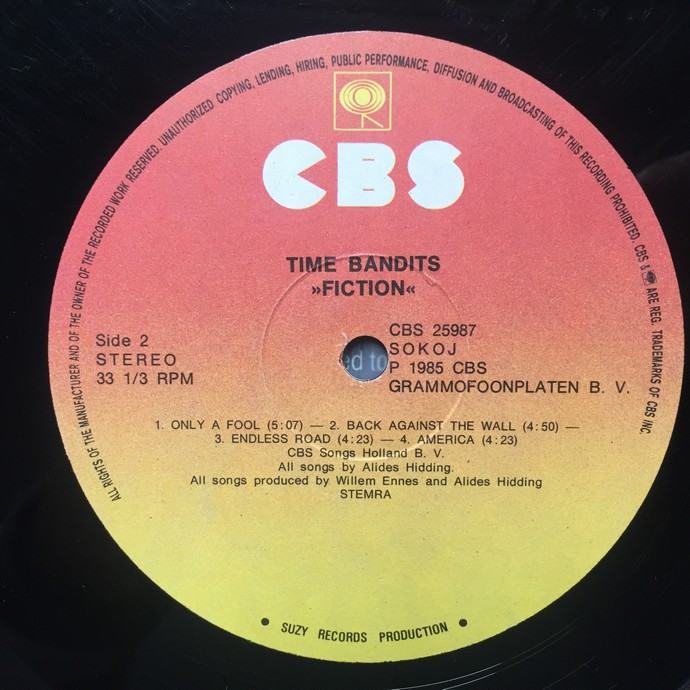 ALL RIGHTS OF THE MANUFACTURER AND OF THE OWNER OF THE RECORDED WORK RESERVED. UNAUTHORIZED COPYING, LENDING, HIRING, PUBLIC PERFORMANCE, DIFFUSION AND BROADCASTING OF THIS RECORDING PROHIBITED. CBS & ARE REG. TRADEMARKS OF CBS INC.
CBS
TIME BANDITS
»FICTION«
Side 2
STEREO
33 1/3 RPM
CBS 25987
SOKOJ
P 1985 CBS
GRAMMOFOONPLATEN B. V.
ed to
1. ONLY A FOOL (5:07) — 2. BACK AGAINST THE WALL (4:50) —
3. ENDLESS ROAD (4:23) — 4. AMERICA (4:23)
CBS Songs Holland B. V.
All songs by Alides Hidding.
All songs produced by Willem Ennes and Alides Hidding
STEMRA
• SUZY RECORDS PRODUCTION •